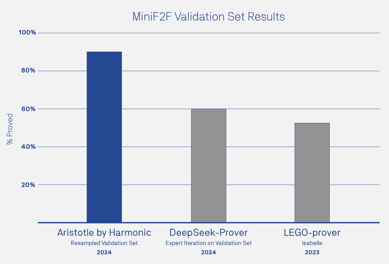 MiniF2F Validation Set Results
% Proved
100%
80%
60%
40%
20%
Aristotle by Harmonic
Resampled Validation Set
2024
DeepSeek-Prover
Expert Iteration on Validation Set
2024
LEGO-prover
Isabelle
2023